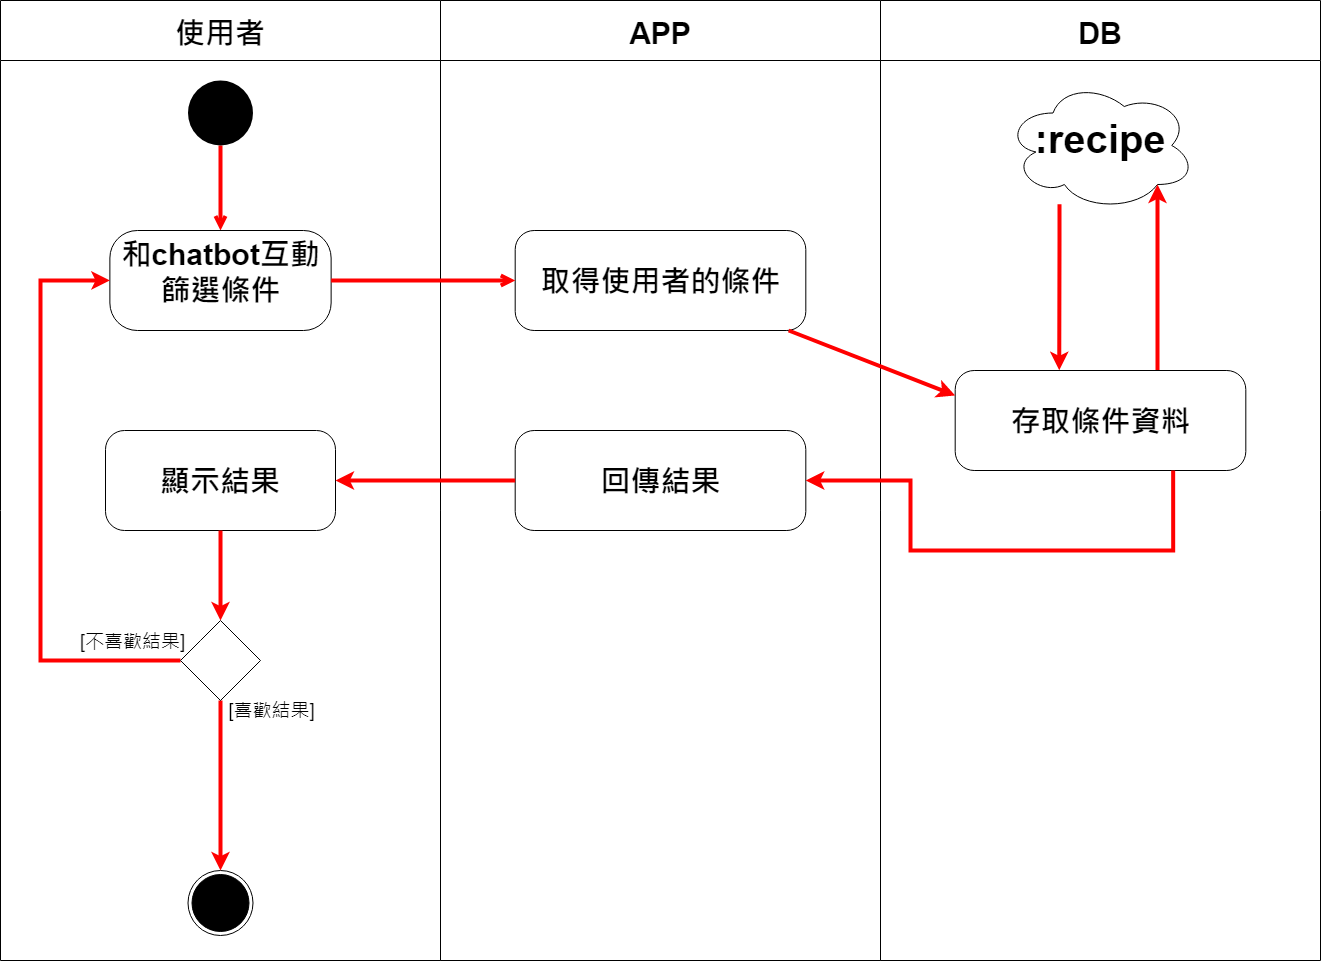 使用者
APP
DB
:recipe
和chatbot互動
篩選條件
取得使用者的條件
存取條件資料
顯示結果
回傳結果
[不喜歡結果]
[喜歡結果]